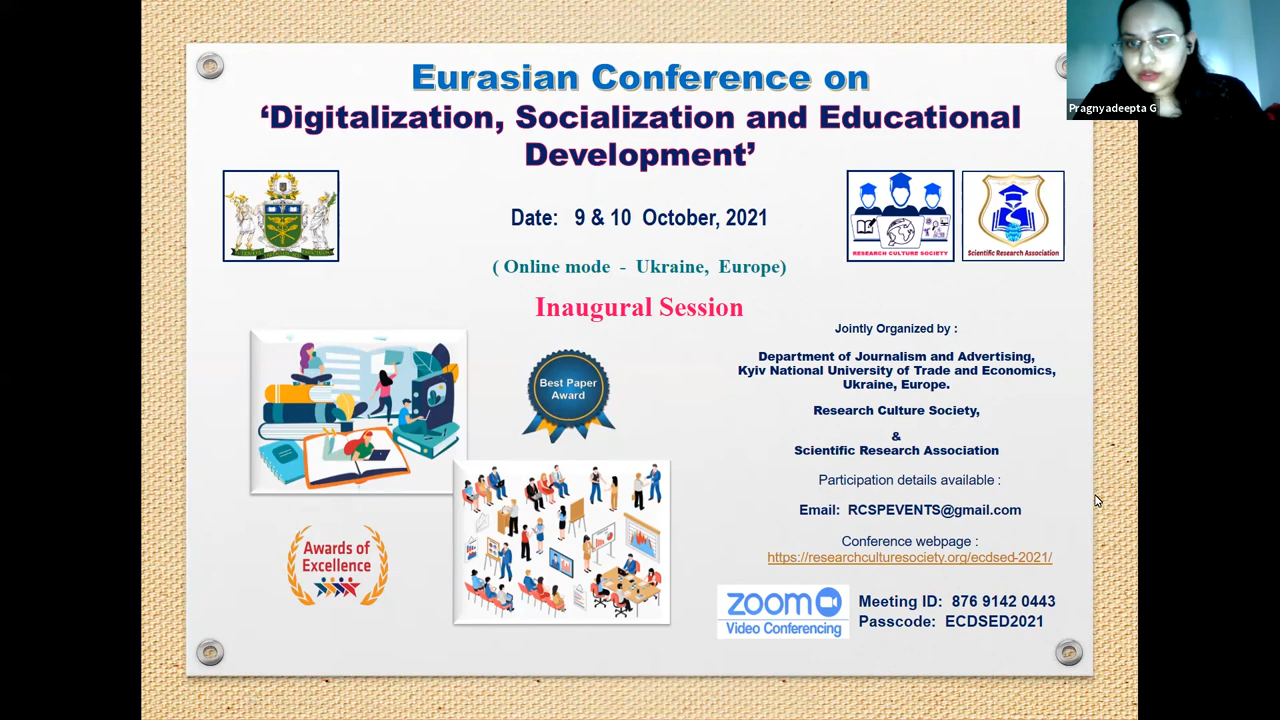 Eurasian Conference on
‘Digitalization, Socialization and Educational
Development’
Pragnyadeepta G
Date: 9 & 10 October, 2021
( Online mode - Ukraine, Europe)
Inaugural Session
RESEARCH CULTURE SOCIETY
Scientific Research Association
Best Paper
Award
Awards of
Excellence
Jointly Organized by :
Department of Journalism and Advertising,
Kyiv National University of Trade and Economics,
Ukraine, Europe.
Research Culture Society,
&
Scientific Research Association
Participation details available :
Email: RCSPEVENTS@gmail.com
Conference webpage :
https://researchculturesociety.org/ecdsed-2021/
zoom
Video Conferencing
Meeting ID: 876 9142 0443
Passcode: ECDSED2021